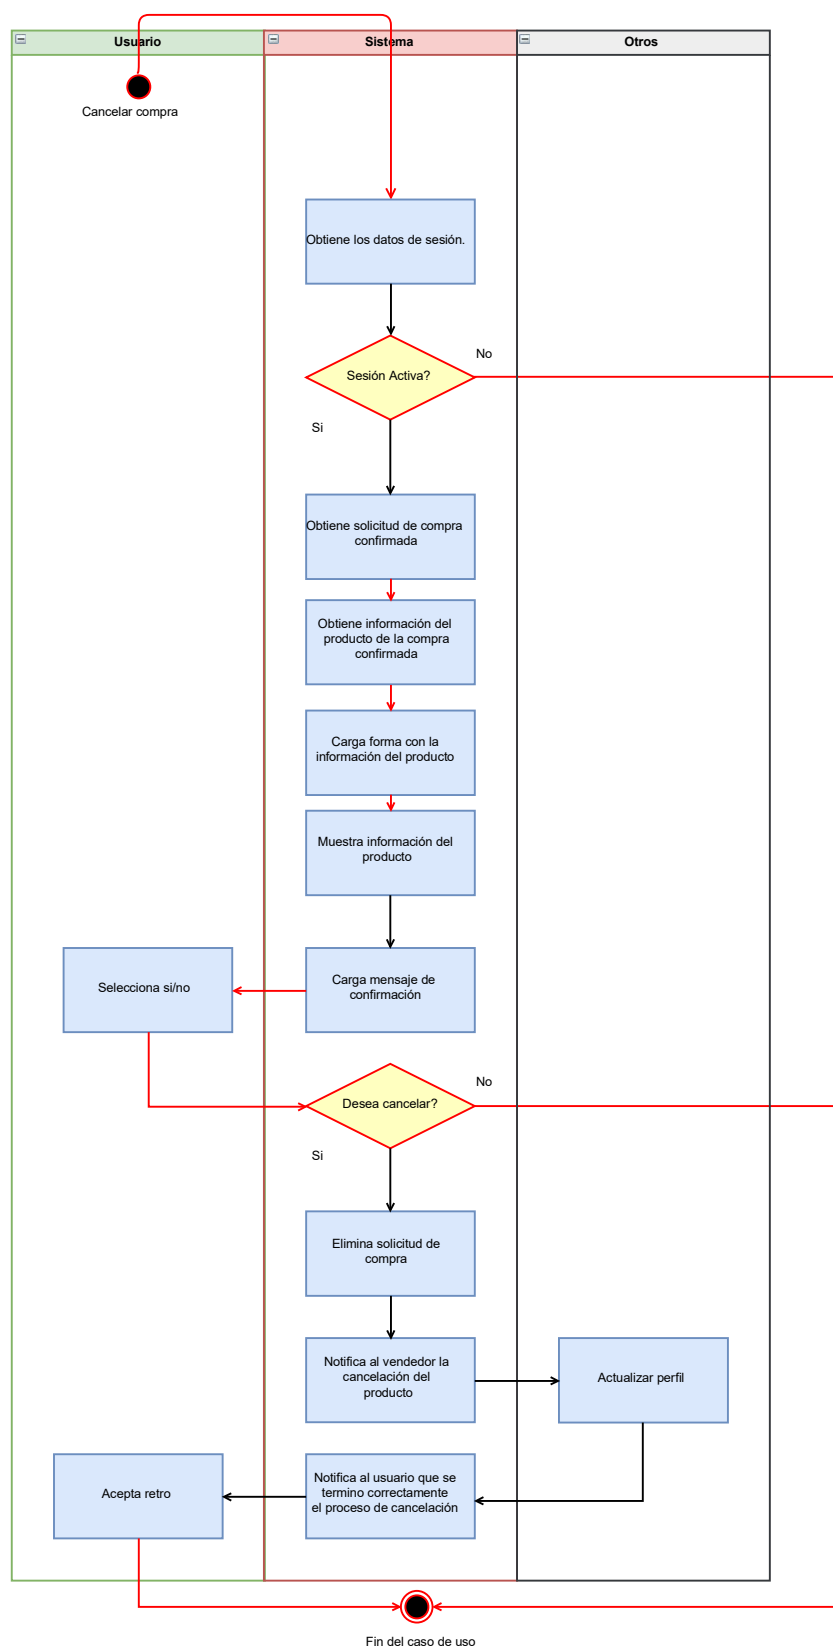 Usuario
Sistema
Otros
Cancelar compra
Obtiene los datos de sesión.
Sesión Activa?
No
Si
Obtiene solicitud de compra
confirmada
Obtiene información del
producto de la compra
confirmada
Carga forma con la
información del producto
Muestra información del
producto
Selecciona si/no
Carga mensaje de
confirmación
Desea cancelar?
No
Si
Elimina solicitud de
compra
Notifica al vendedor la
cancelación del
producto
Actualizar perfil
Acepta retro
Notifica al usuario que se
termino correctamente
el proceso de cancelación
Fin del caso de uso